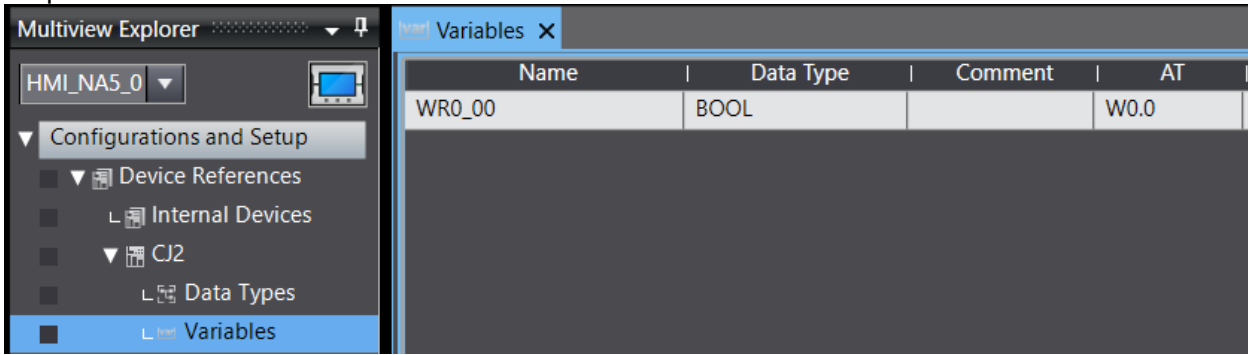 Multiview Explorer
HMI_NA5_0
Configurations and Setup
Device References
Internal Devices
CJ2
Data Types
Variables
Variables
Name Data Type Comment AT
WR0_00 BOOL W0.0